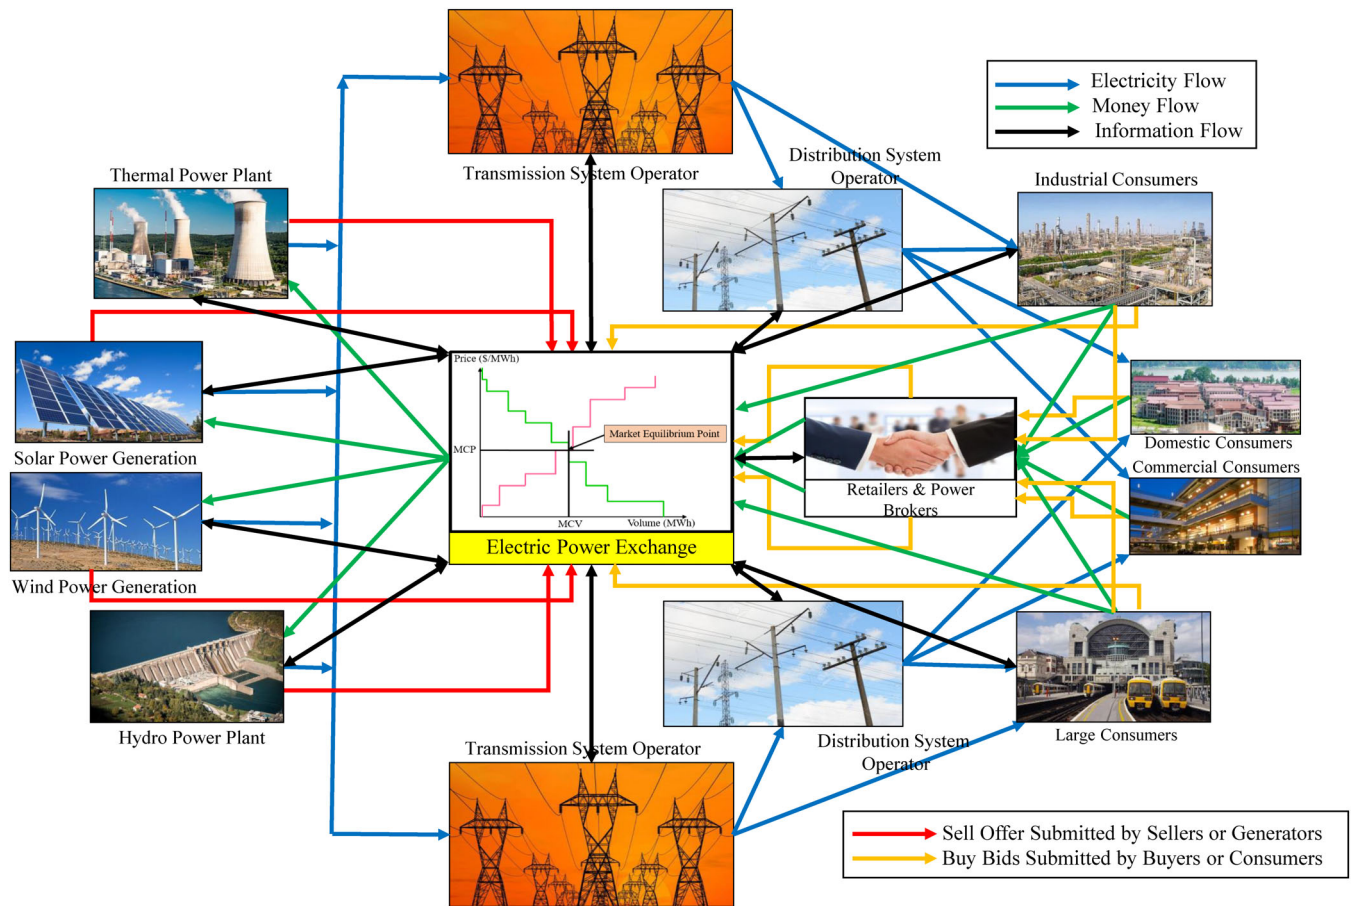 Electricity Flow
Money Flow
Information Flow
Distribution System
Operator
Thermal Power Plant
Transmission System Operator
Industrial Consumers
Price ($/MWh)
Market Equilibrium Point
MCP
Solar Power Generation
Domestic Consumers
Commercial Consumers
Retailers & Power
Brokers
MCV
Volume (MWh)
Electric Power Exchange
Wind Power Generation
Hydro Power Plant
Large Consumers
Transmission System Operator
Distribution System
Operator
Sell Offer Submitted by Sellers or Generators
Buy Bids Submitted by Buyers or Consumers